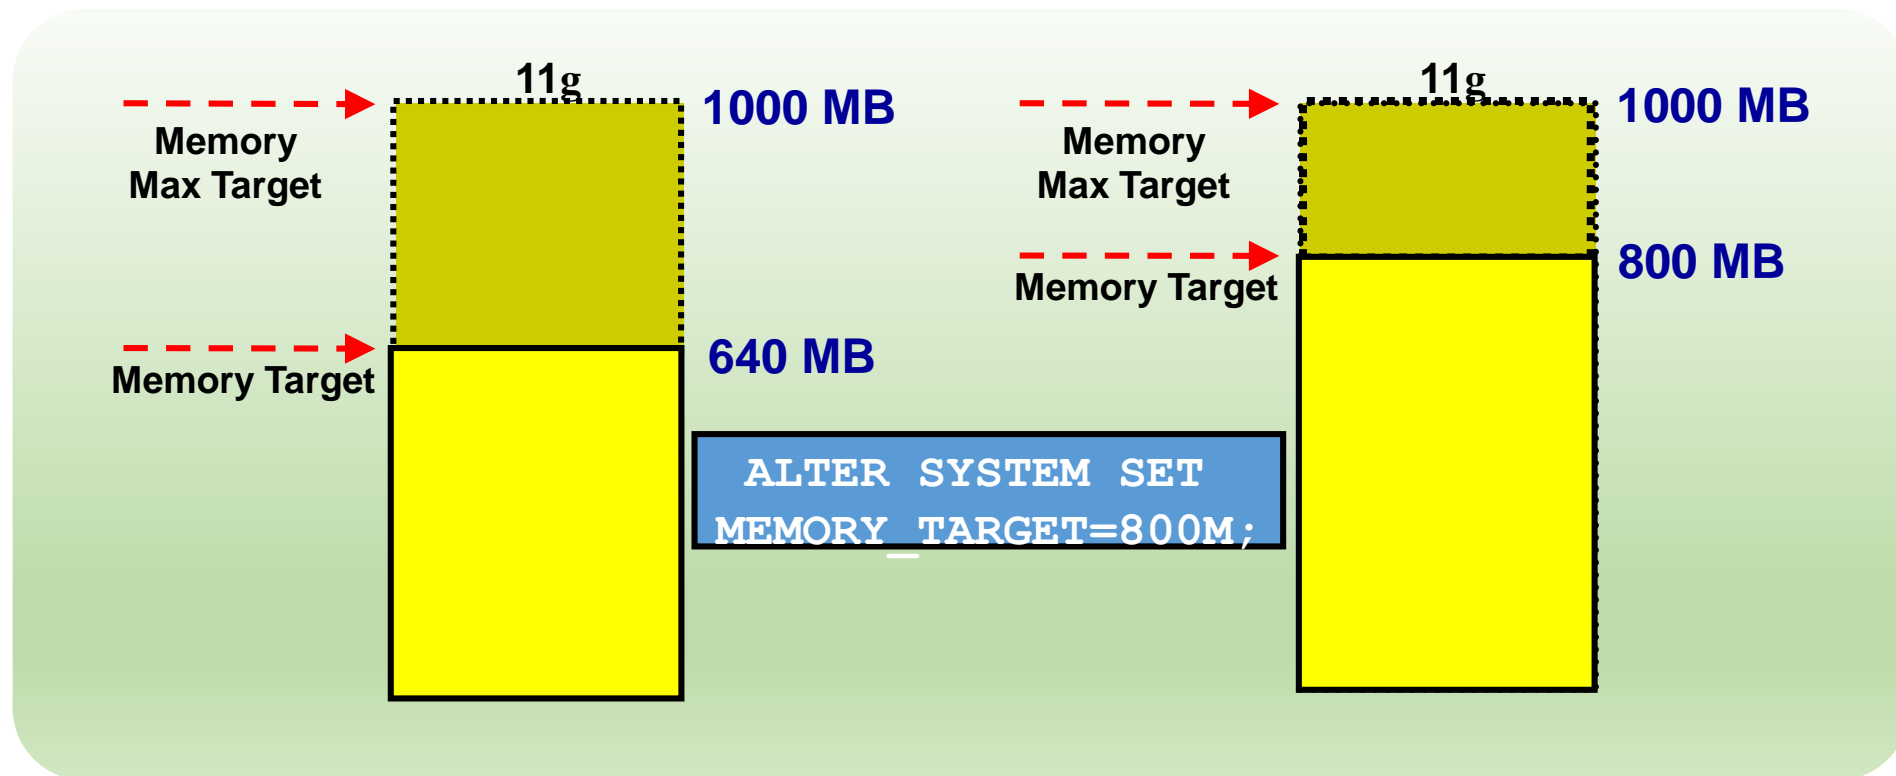 11g
1000 MB
Memory
Max Target
640 MB
Memory Target
ALTER SYSTEM SET
MEMORY_TARGET=800M;
11g
1000 MB
Memory
Max Target
800 MB
Memory Target